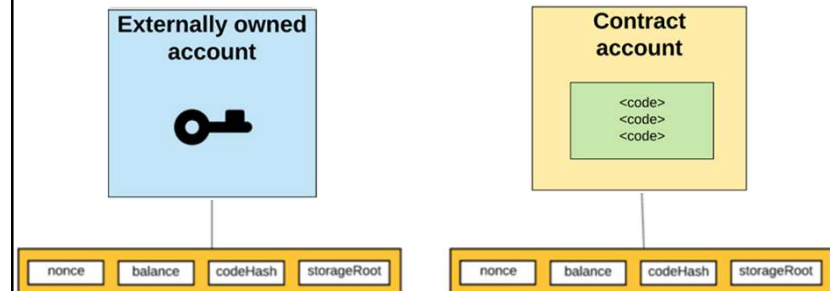 Externally owned
account
Contract
account
<code>
<code>
<code>
nonce balance codeHash storageRoot
nonce balance codeHash storageRoot